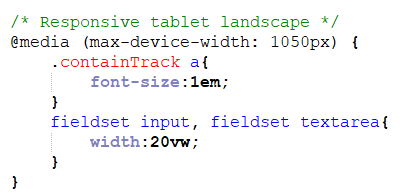 /* Responsive tablet landscape */
@media (max-device-width: 1050px) {
    .containTrack a{
        font-size:1em;
    }
    fieldset input, fieldset textarea{
        width:20vw;
    }
}